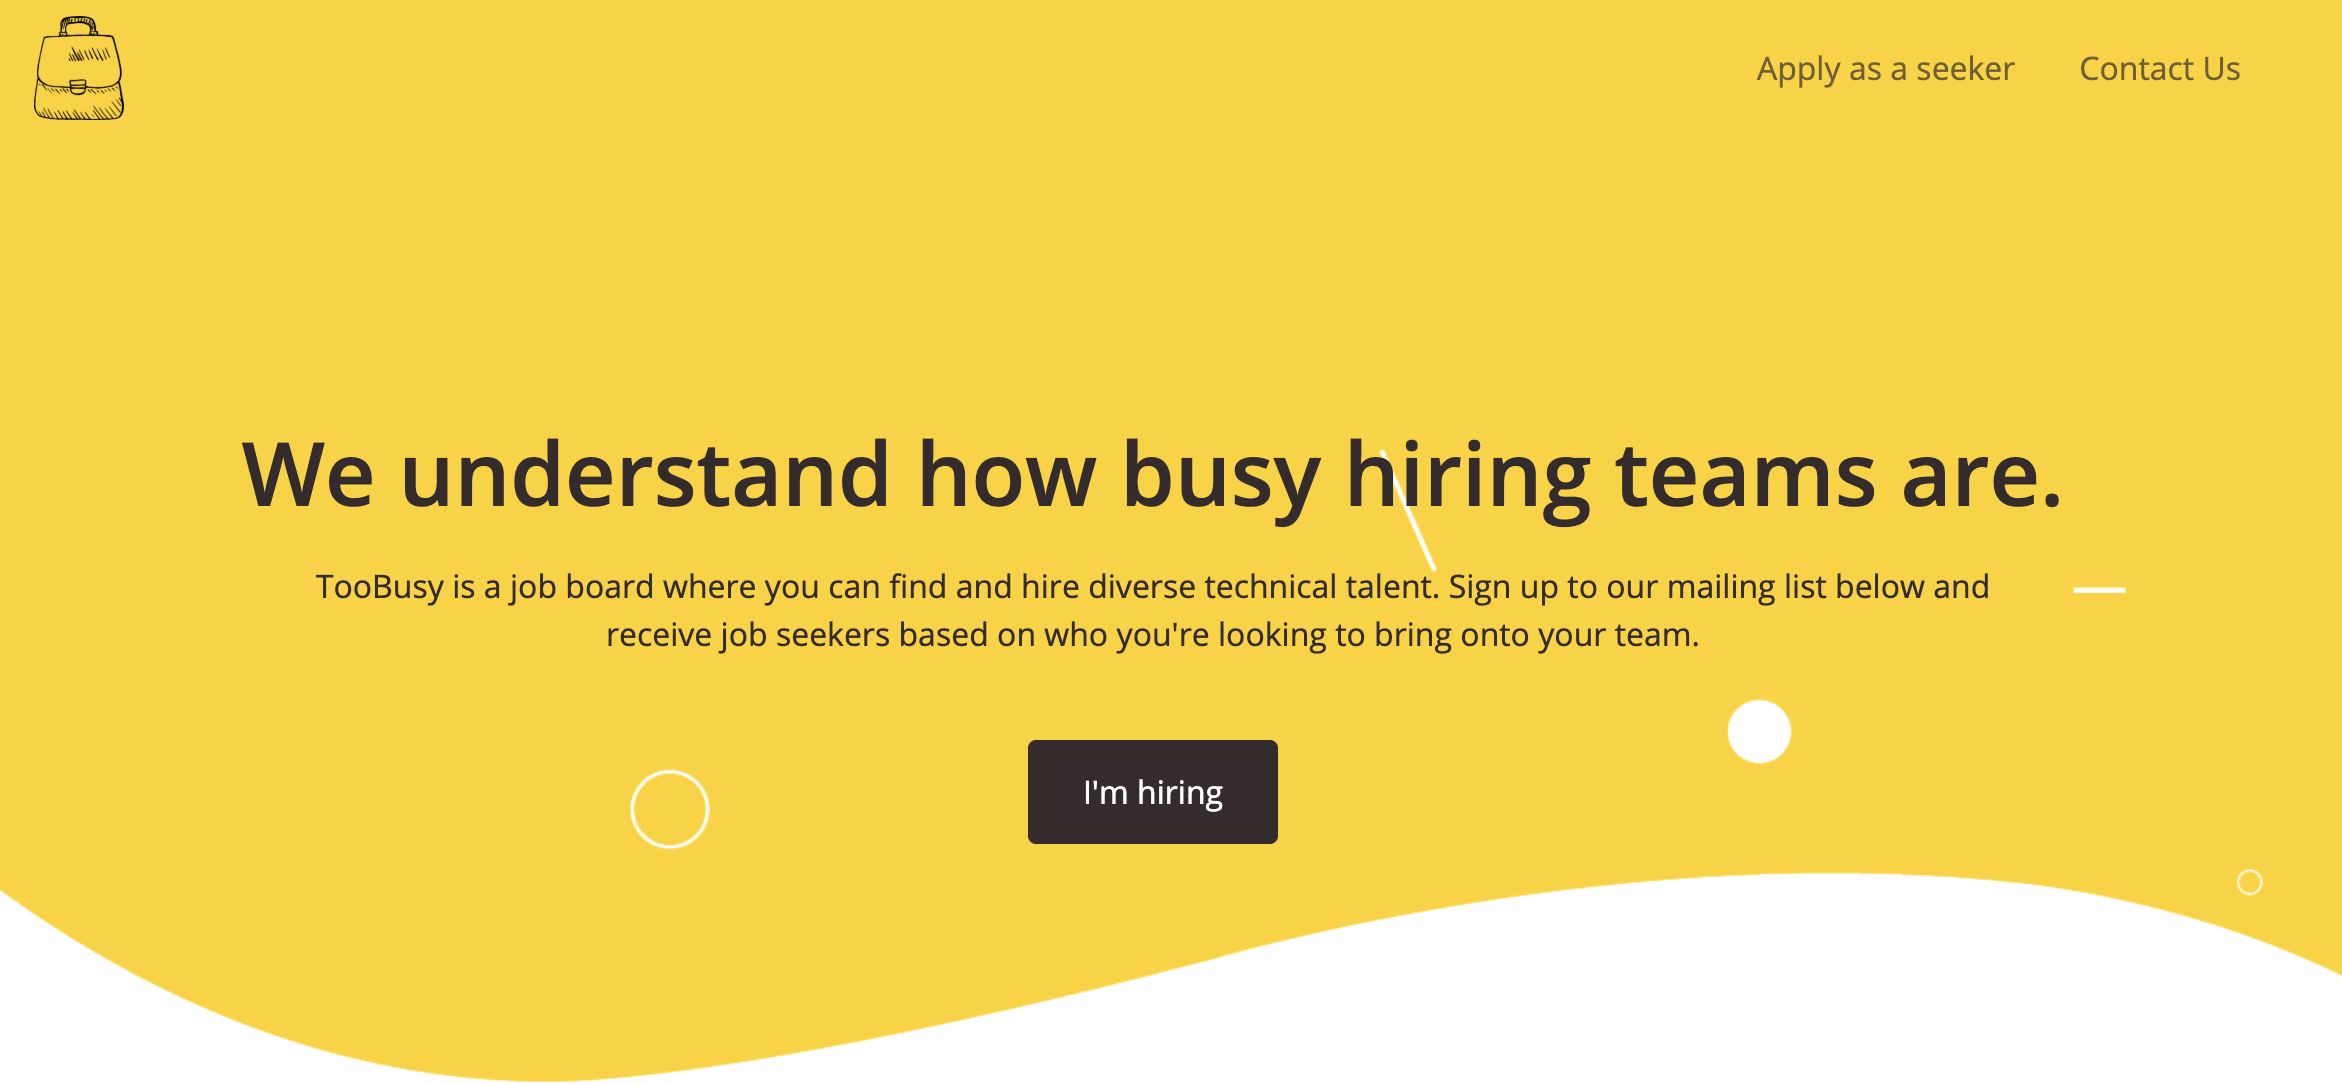 Apply as a seeker
Contact Us
We understand how busy hiring teams are.
TooBusy is a job board where you can find and hire diverse technical talent. Sign up to our mailing list below and
receive job seekers based on who you're looking to bring onto your team.
I'm hiring